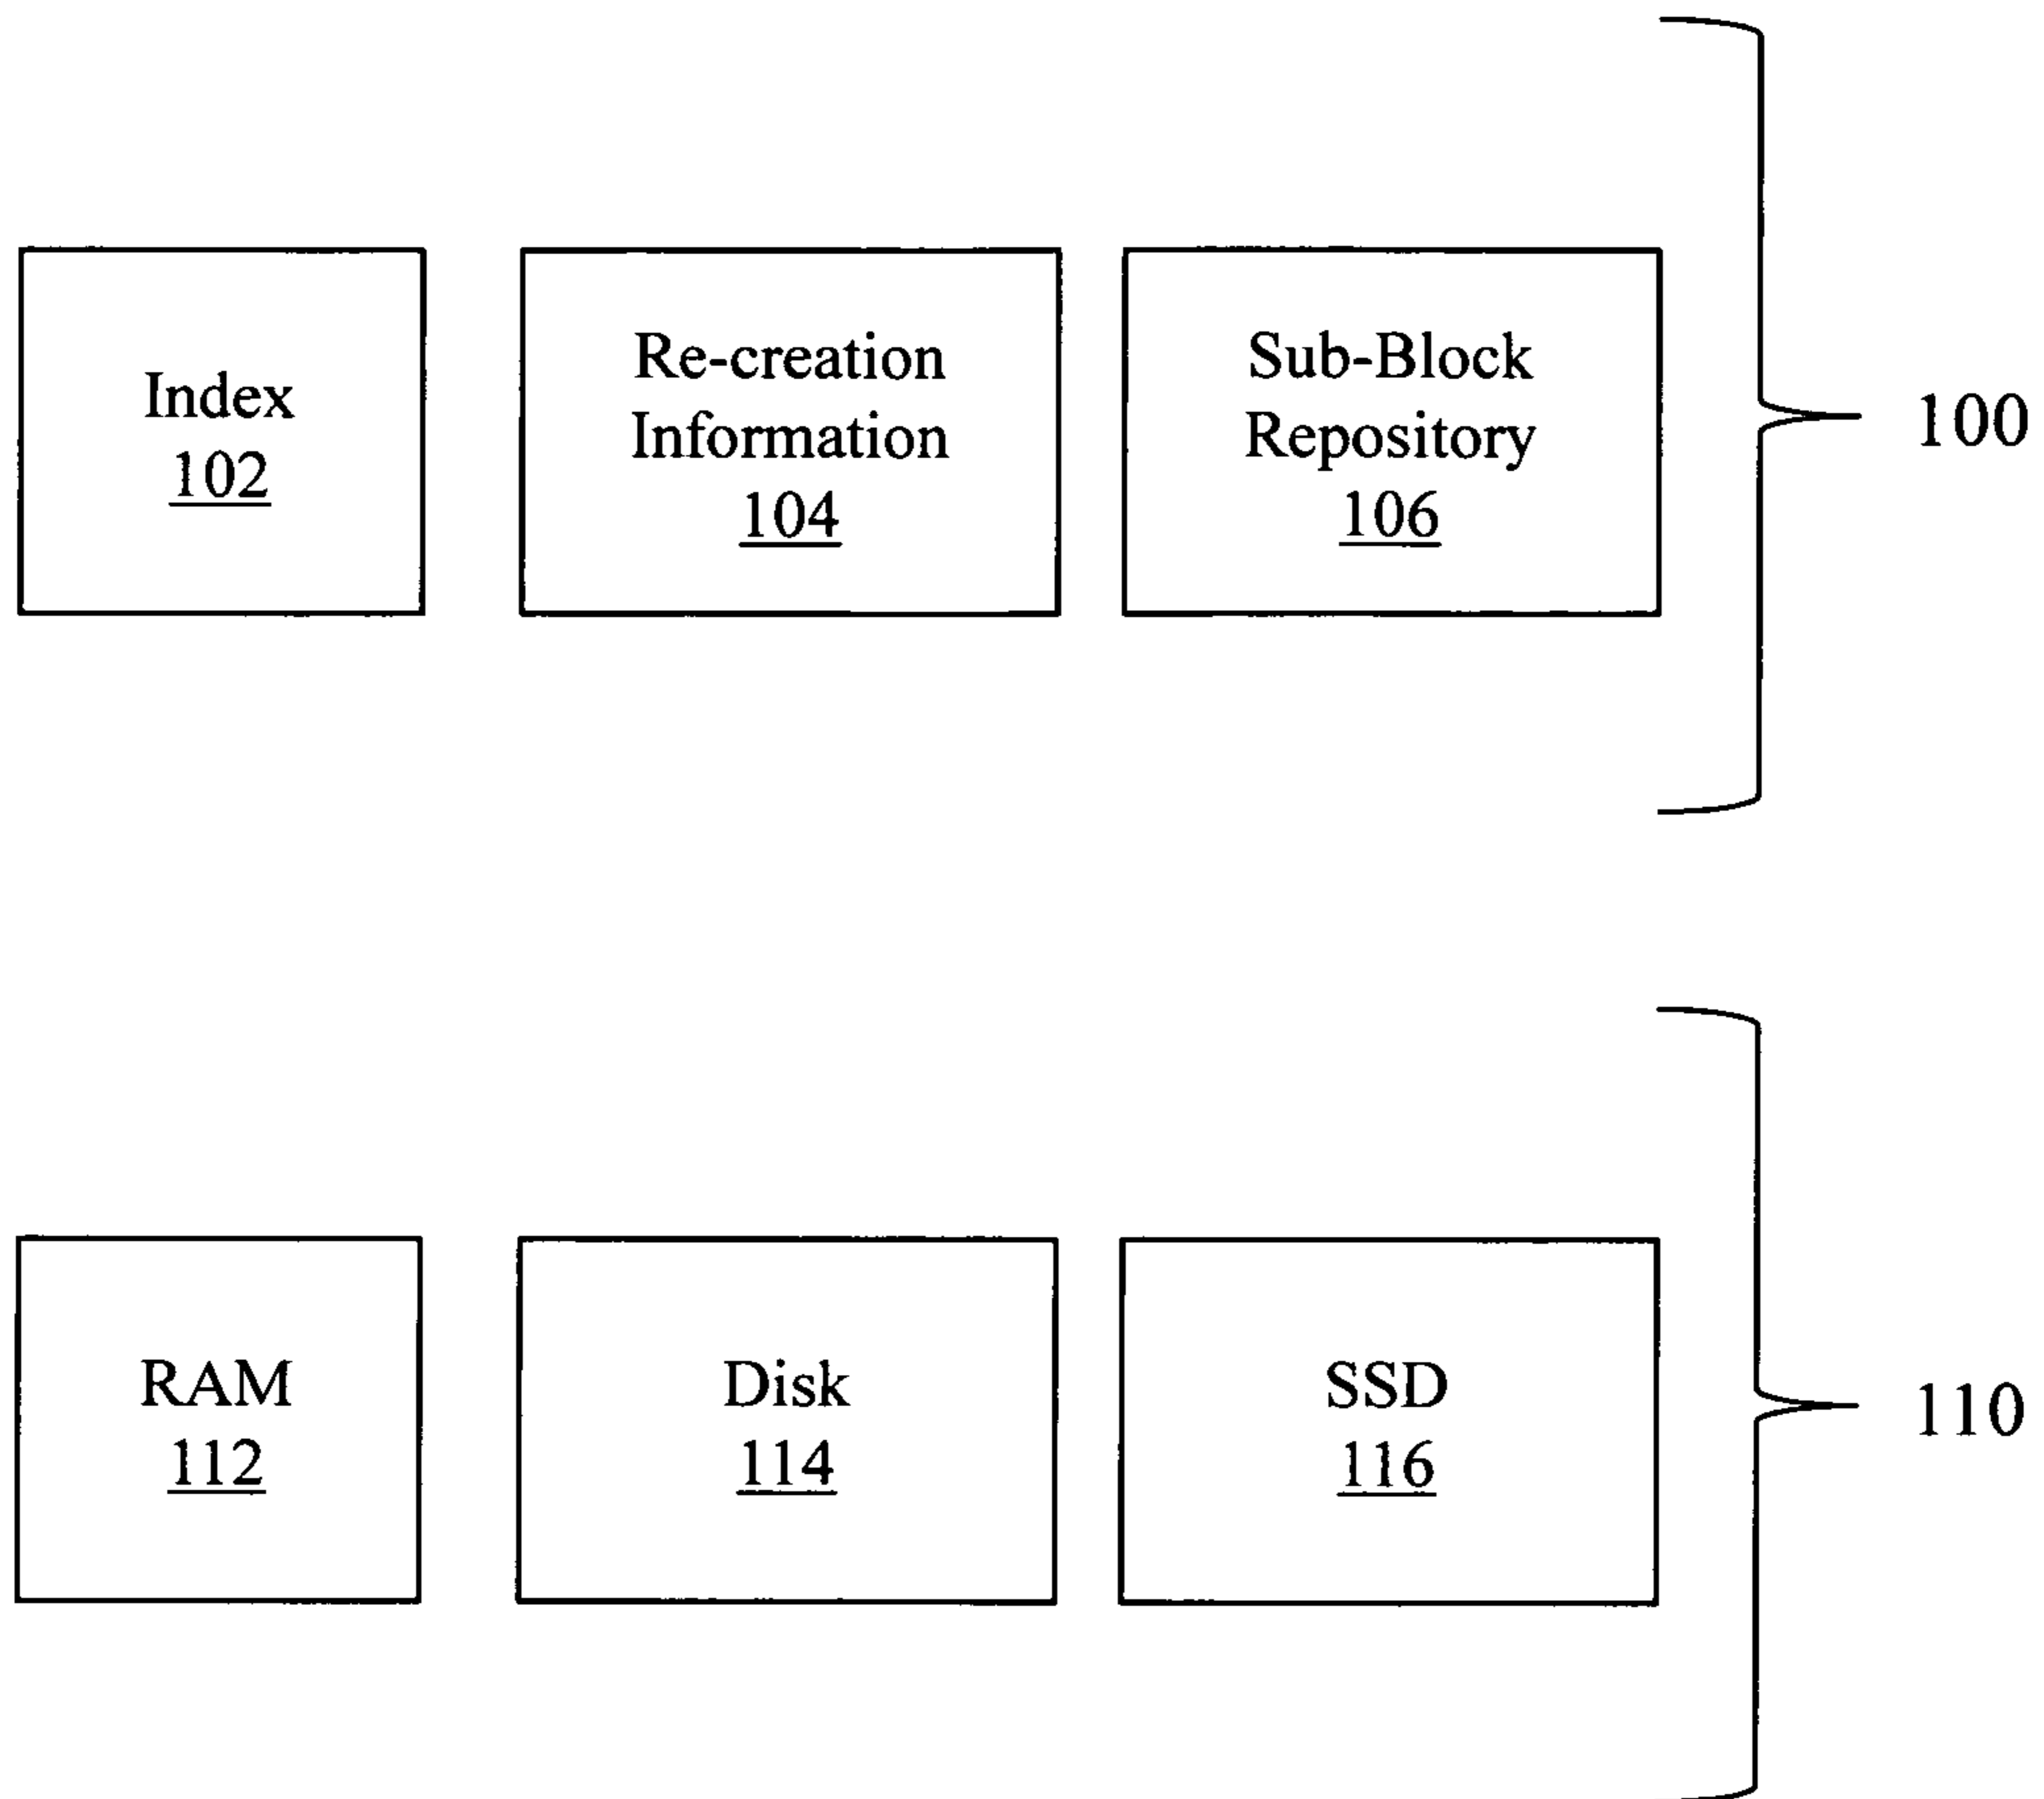 Index
102
Re-creation
Information
104
Sub-Block
Repository
106
100
RAM
112
Disk
114
SSD
116
110